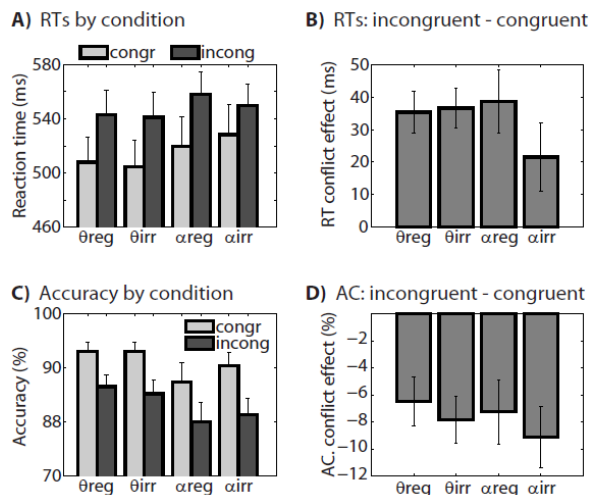 A) RTs by condition
congr incong
Reaction time (ms)
580
540
500
460
θreg θirr αreg αirr
B) RTs: incongruent - congruent
RT conflict effect (ms)
50
40
30
20
10
0
θreg θirr αreg αirr
C) Accuracy by condition
congr
incong
Accuracy (%)
100
90
88
70
θreg θirr αreg αirr
D) AC: incongruent - congruent
AC. conflict effect (%)
−2
−4
−6
−8
−10
−12
θreg θirr αreg αirr